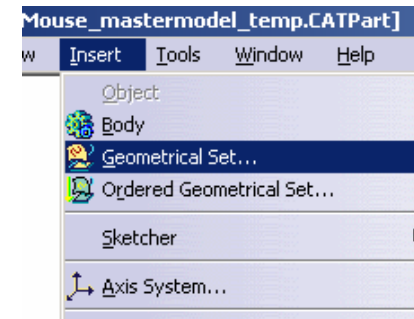 Mouse_mastermodel_temp.CATPart]
w Insert Tools Window Help
Object
Body
Geometrical Set...
Ordered Geometrical Set...
Sketcher
Axis System...